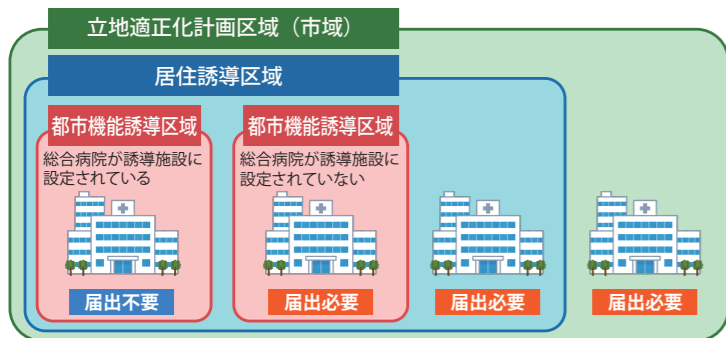 立地適正化計画区域（市域）
居住誘導区域
都市機能誘導区域
総合病院が誘導施設に
設定されている
届出不要
都市機能誘導区域
総合病院が誘導施設に
設定されていない
届出必要
届出必要
届出必要